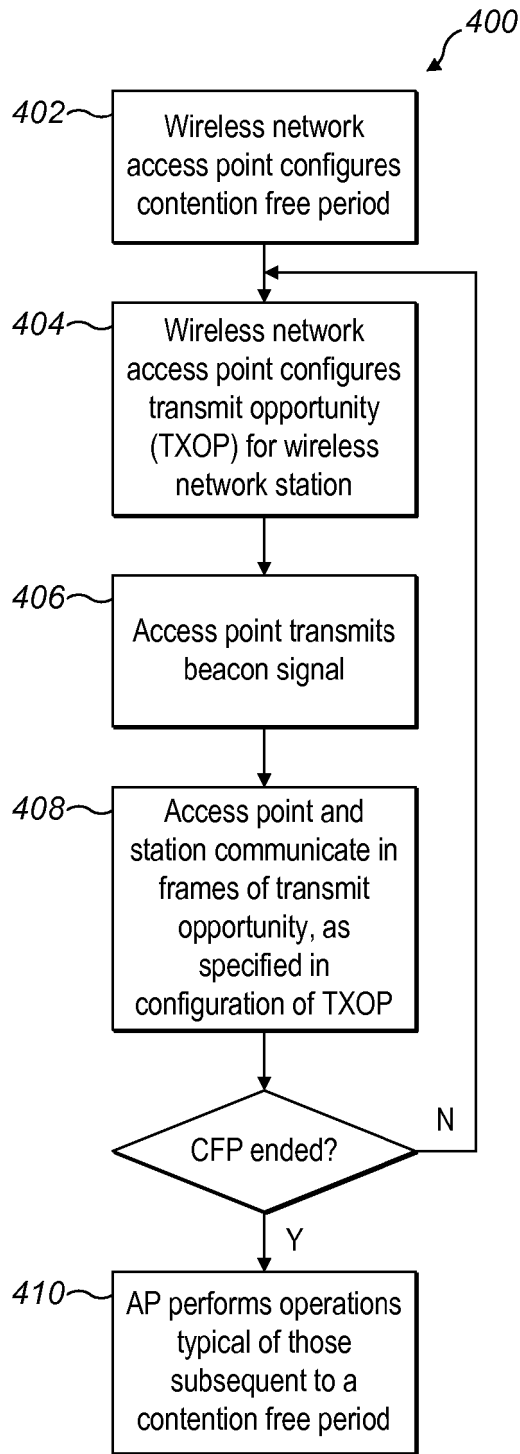 400
402
Wireless network
access point configures
contention free period
404
Wireless network
access point configures
transmit opportunity
(TXOP) for wireless
network station
406
Access point transmits
beacon signal
408
Access point and
station communicate in
frames of transmit
opportunity, as
specified in
configuration of TXOP
CFP ended?
N
Y
410
AP performs operations
typical of those
subsequent to a
contention free period